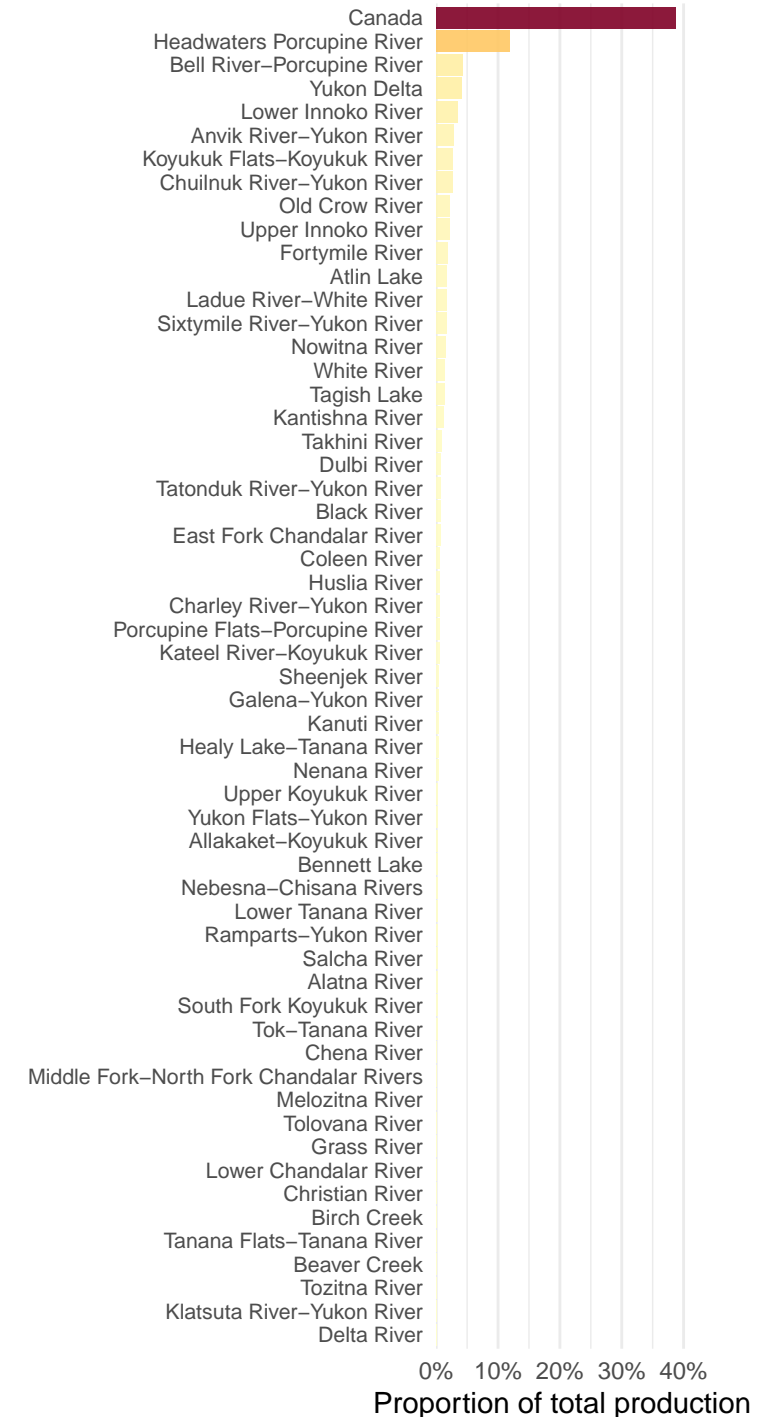 Canada
Headwaters Porcupine River
Bell River−Porcupine River
Yukon Delta
Lower Innoko River
Anvik River−Yukon River
Koyukuk Flats−Koyukuk River
Chuilnuk River−Yukon River
Old Crow River
Upper Innoko River
Fortymile River
Atlin Lake
Ladue River−White River
Sixtymile River−Yukon River
Nowitna River
White River
Tagish Lake
Kantishna River
Takhini River
Dulbi River
Tatonduk River−Yukon River
Black River
East Fork Chandalar River
Coleen River
Huslia River
Charley River−Yukon River
Porcupine Flats−Porcupine River
Kateel River−Koyukuk River
Sheenjek River
Galena−Yukon River
Kanuti River
Healy Lake−Tanana River
Nenana River
Upper Koyukuk River
Yukon Flats−Yukon River
Allakaket−Koyukuk River
Bennett Lake
Nebesna−Chisana Rivers
Lower Tanana River
Ramparts−Yukon River
Salcha River
Alatna River
South Fork Koyukuk River
Tok−Tanana River
Chena River
Middle Fork−North Fork Chandalar Rivers
Melozitna River
Tolovana River
Grass River
Lower Chandalar River
Christian River
Birch Creek
Tanana Flats−Tanana River
Beaver Creek
Tozitna River
Klatsuta River−Yukon River
Delta River
0% 10% 20% 30% 40%
Proportion of total production